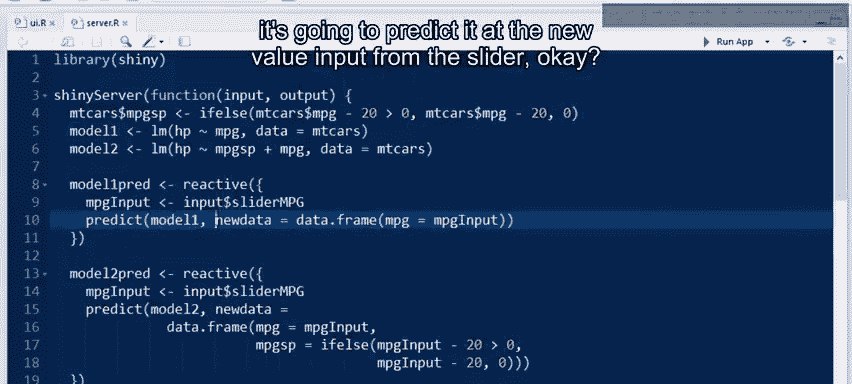 ui.R × server.R ×
it's going to predict it at the new
value input from the slider, okay?
Run App
1 library(shiny)
2
3 shinyServer(function(input, output) {
4 mtcars$mpgsp <- ifelse(mtcars$mpg - 20 > 0, mtcars$mpg - 20, 0)
5 model1 <- lm(hp ~ mpg, data = mtcars)
6 model2 <- lm(hp ~ mpgsp + mpg, data = mtcars)
7
8 model1pred <- reactive({
9 mpgInput <- input$sliderMPG
10 predict(model1, newdata = data.frame(mpg = mpgInput))
11 })
12
13 model2pred <- reactive({
14 mpgInput <- input$sliderMPG
15 predict(model2, newdata =
16 data.frame(mpg = mpgInput,
17 mpgsp = ifelse(mpgInput - 20 > 0,
18 mpgInput - 20, 0)))
19 })